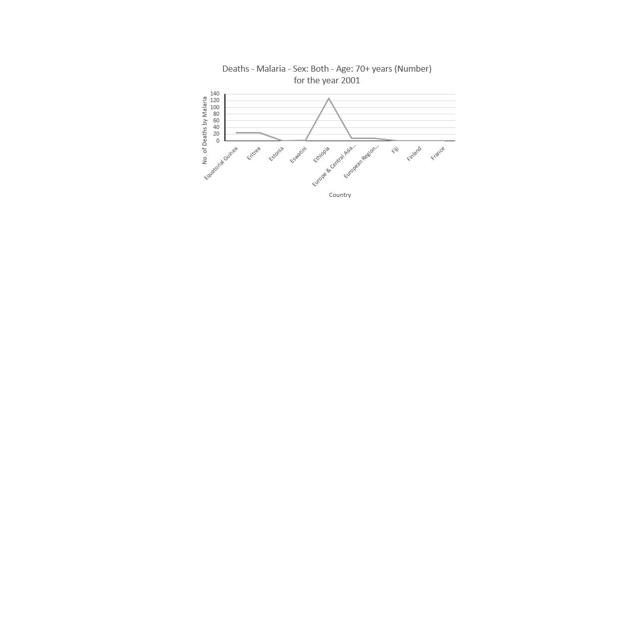 Deaths - Malaria - Sex: Both - Age: 70+ years (Number)
for the year 2001
No. of Deaths by Malaria
140
120
100
80
60
40
20
0
Equatorial Guinea
Eritrea
Estonia
Eswatini
Ethiopia
Europe & Central Asia...
European Region...
Fiji
Finland
France
Country